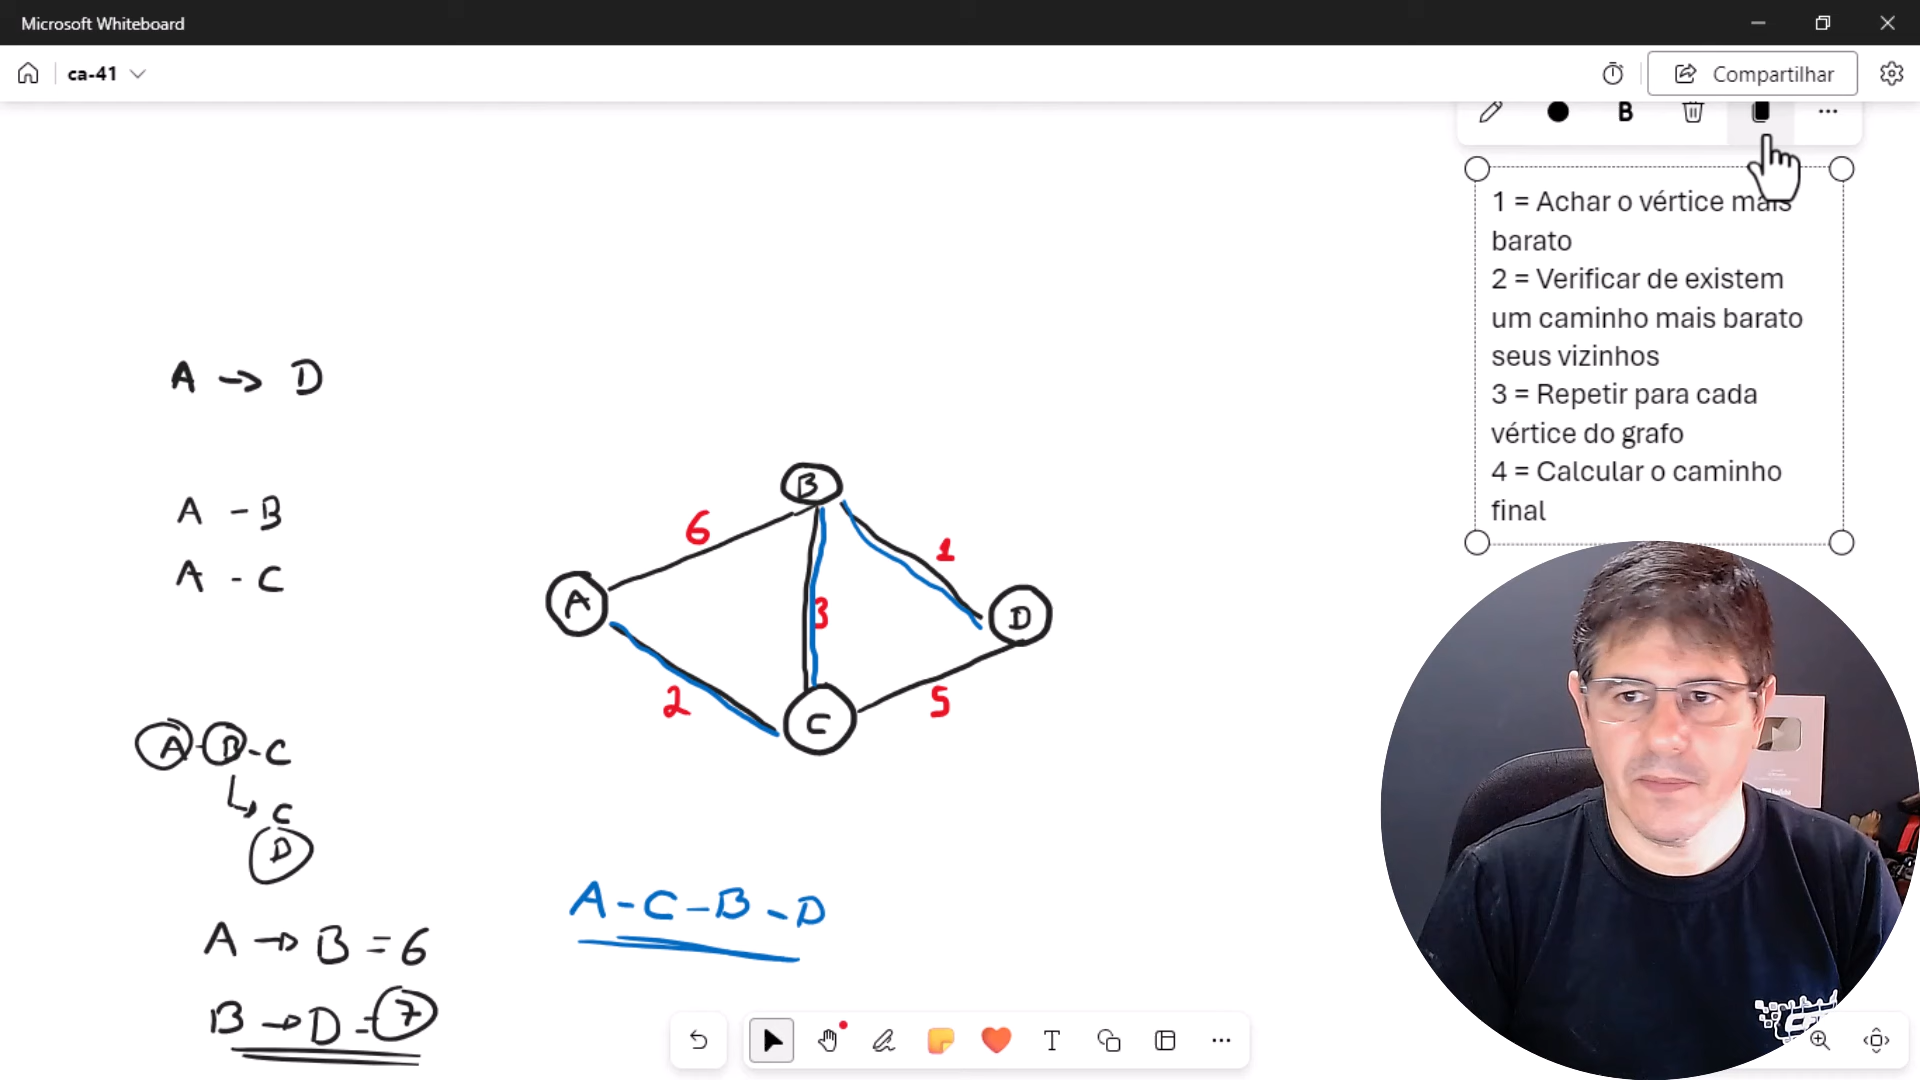 Microsoft Whiteboard
ca-41
Compartilhar
B
1 = Achar o vértice mais
barato
2 = Verificar de existem
um caminho mais barato
seus vizinhos
3 = Repetir para cada
vértice do grafo
4 = Calcular o caminho
final
A → D
A - B
A - C
B
6
1
A
3
D
2
C
5
A - B - C
↳ C
D
A - C - B - D
A → B = 6
B → D = 7
T